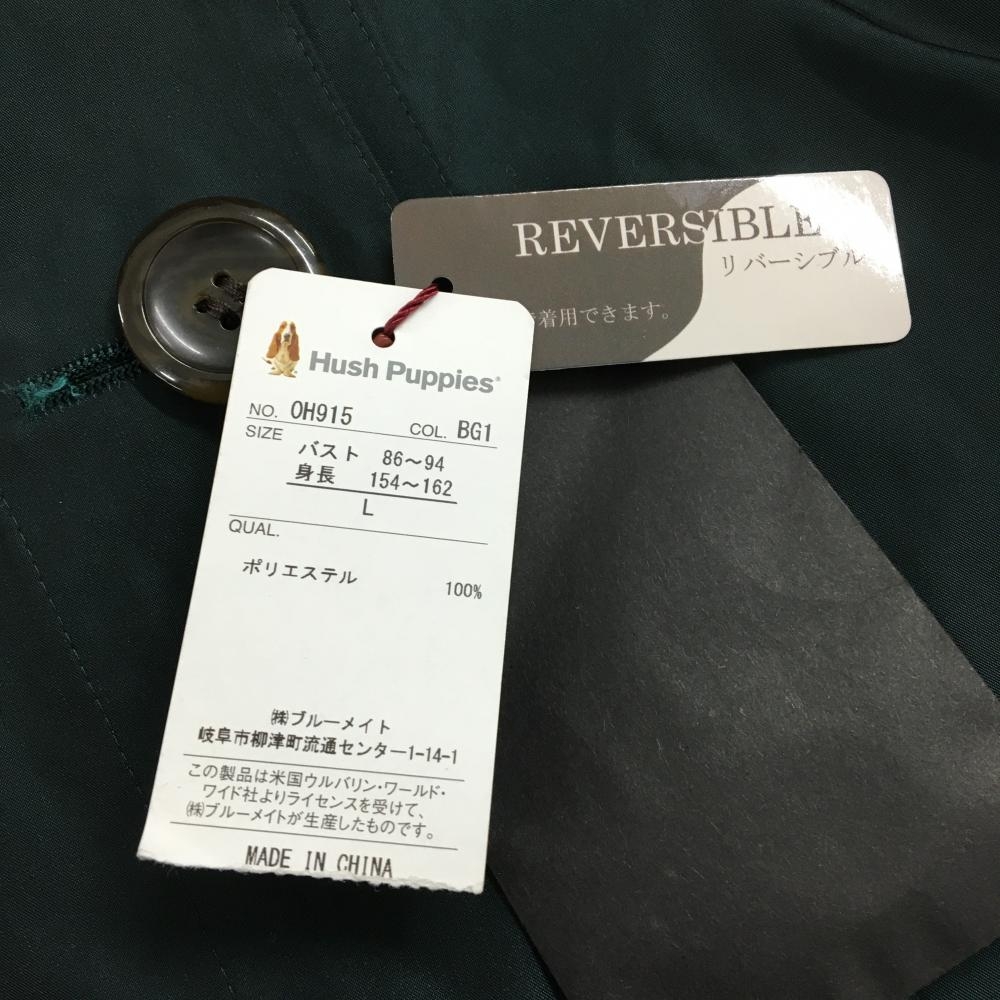 REVERSIBLE
リバーシブル
着用できます。
Hush Puppies®
NO. OH915 COL. BG1
SIZE
バスト 86～94
身長 154～162
L
QUAL.
ポリエステル 100%
㈱ブルーメイト
岐阜市柳津町流通センター1-14-1
この製品は米国ウルバリン・ワールド・
ワイド社よりライセンスを受けて、
㈱ブルーメイトが生産したものです。
MADE IN CHINA